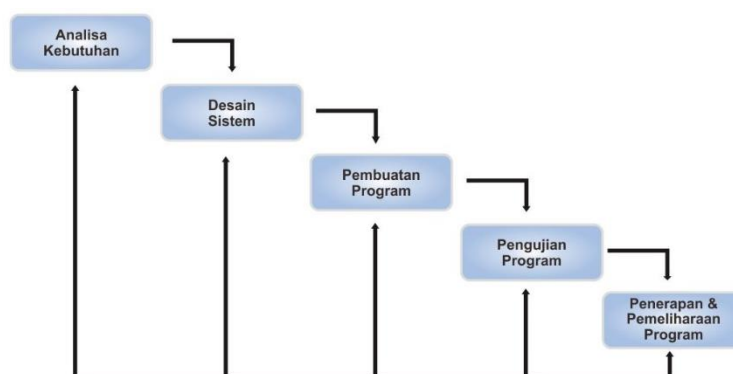 Analisa
Kebutuhan
Desain
Sistem
Pembuatan
Program
Pengujian
Program
Penerapan &
Pemeliharaan
Program